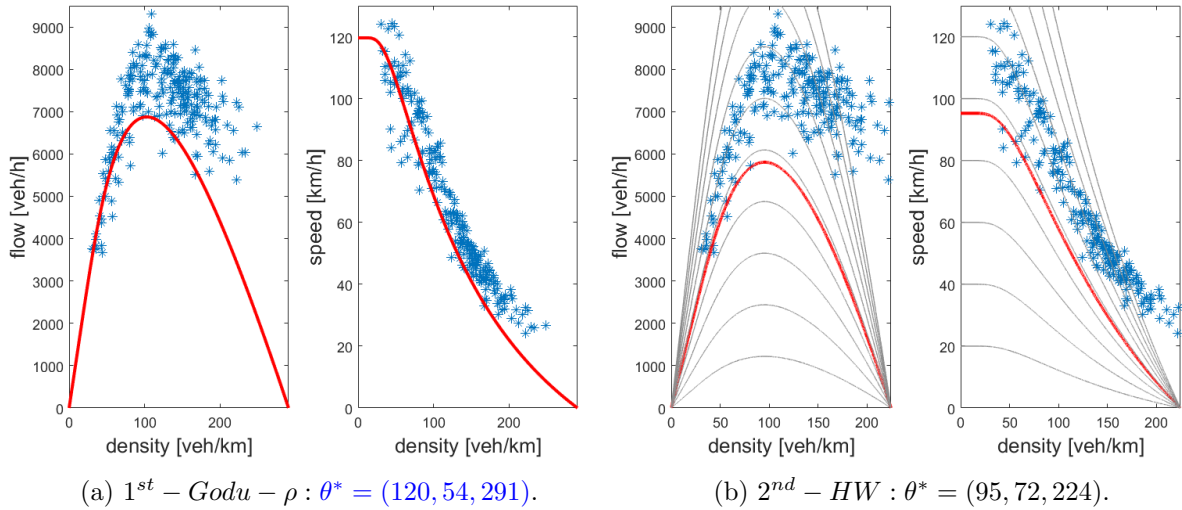 9000
8000
7000
6000
5000
4000
3000
2000
1000
0
flow [veh/h]
0 100 200
density [veh/km]
120
100
80
60
40
20
0
speed [km/h]
0 100 200
density [veh/km]
9000
8000
7000
6000
5000
4000
3000
2000
1000
0
flow [veh/h]
0 50 100 150 200
density [veh/km]
120
100
80
60
40
20
0
speed [km/h]
0 50 100 150 200
density [veh/km]
(a) 1^{st} − Godu − ρ : θ* = (120, 54, 291).
(b) 2^{nd} − HW : θ* = (95, 72, 224).